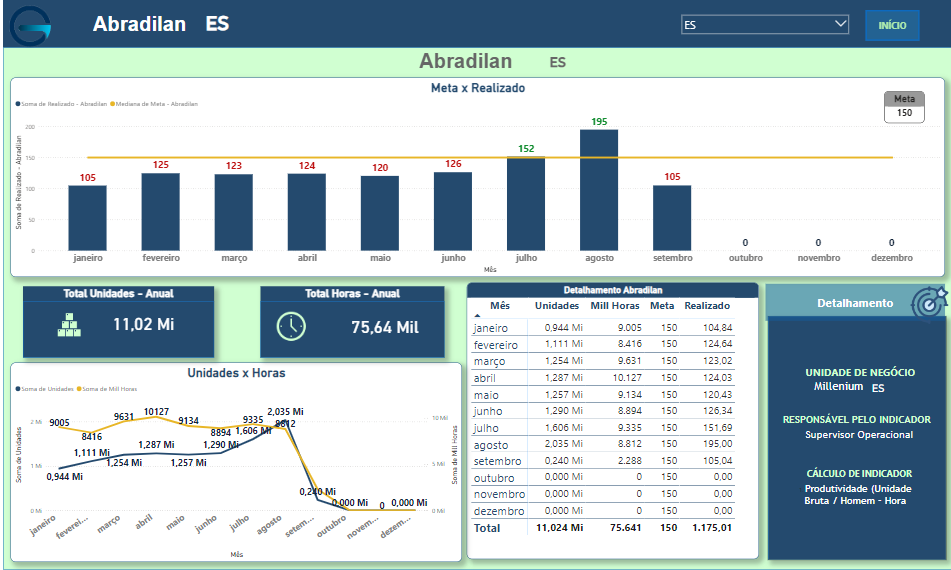 Abradilan ES
ES
INÍCIO
Abradilan ES
Meta x Realizado
Soma de Realizado - Abradilan Mediana de Meta - Abradilan
Meta
150
Soma de Realizado - Abradilan
200
150
100
50
0
105 125 123 124 120 126 152 195 105 0 0 0
janeiro fevereiro março abril maio junho julho agosto setembro outubro novembro dezembro
Mês
Total Unidades - Anual
11,02 Mi
Total Horas - Anual
75,64 Mil
Unidades x Horas
Soma de Unidades Soma de Mill Horas
Soma de Unidades
2 Mi
1 Mi
0 Mi
9005 8416 9631 10127 9134 8894 9335 8812 0
0,944 Mi 1,111 Mi 1,254 Mi 1,287 Mi 1,257 Mi 1,290 Mi 1,606 Mi 2,035 Mi 0,240 Mi 0,000 Mi 0,000 Mi
10 Mil
5 Mil
0 Mil
Soma de Mill Horas
janeiro feverei... março abril maio junho julho agosto setem... outubro novem... dezem...
Mês
Detalhamento Abradilan
Mês Unidades Mill Horas Meta Realizado
janeiro 0,944 Mi 9.005 150 104,84
fevereiro 1,111 Mi 8.416 150 124,64
março 1,254 Mi 9.631 150 123,02
abril 1,287 Mi 10.127 150 124,03
maio 1,257 Mi 9.134 150 120,43
junho 1,290 Mi 8.894 150 126,34
julho 1,606 Mi 9.335 150 151,69
agosto 2,035 Mi 8.812 150 195,00
setembro 0,240 Mi 2.288 150 105,04
outubro 0,000 Mi 0 150 0,00
novembro 0,000 Mi 0 150 0,00
dezembro 0,000 Mi 0 150 0,00
Total 11,024 Mi 75.641 150 1.175,01
Detalhamento
UNIDADE DE NEGÓCIO
Millenium ES
RESPONSÁVEL PELO INDICADOR
Supervisor Operacional
CÁLCULO DE INDICADOR
Produtividade (Unidade
Bruta / Homem - Hora